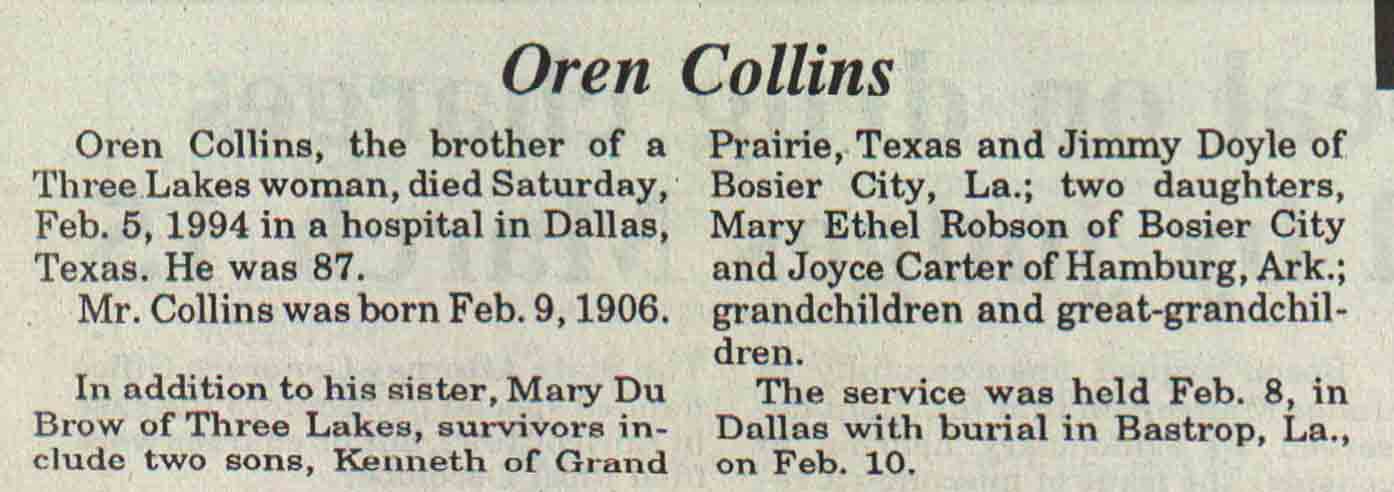 Oren Collins
Oren Collins, the brother of a
Three Lakes woman, died Saturday,
Feb. 5, 1994 in a hospital in Dallas,
Texas. He was 87.
Mr. Collins was born Feb. 9, 1906.
In addition to his sister, Mary Du
Brow of Three Lakes, survivors in-
clude two sons, Kenneth of Grand
Prairie, Texas and Jimmy Doyle of
Bosier City, La.; two daughters,
Mary Ethel Robson of Bosier City
and Joyce Carter of Hamburg, Ark.;
grandchildren and great-grandchil-
dren.
The service was held Feb. 8, in
Dallas with burial in Bastrop, La.,
on Feb. 10.